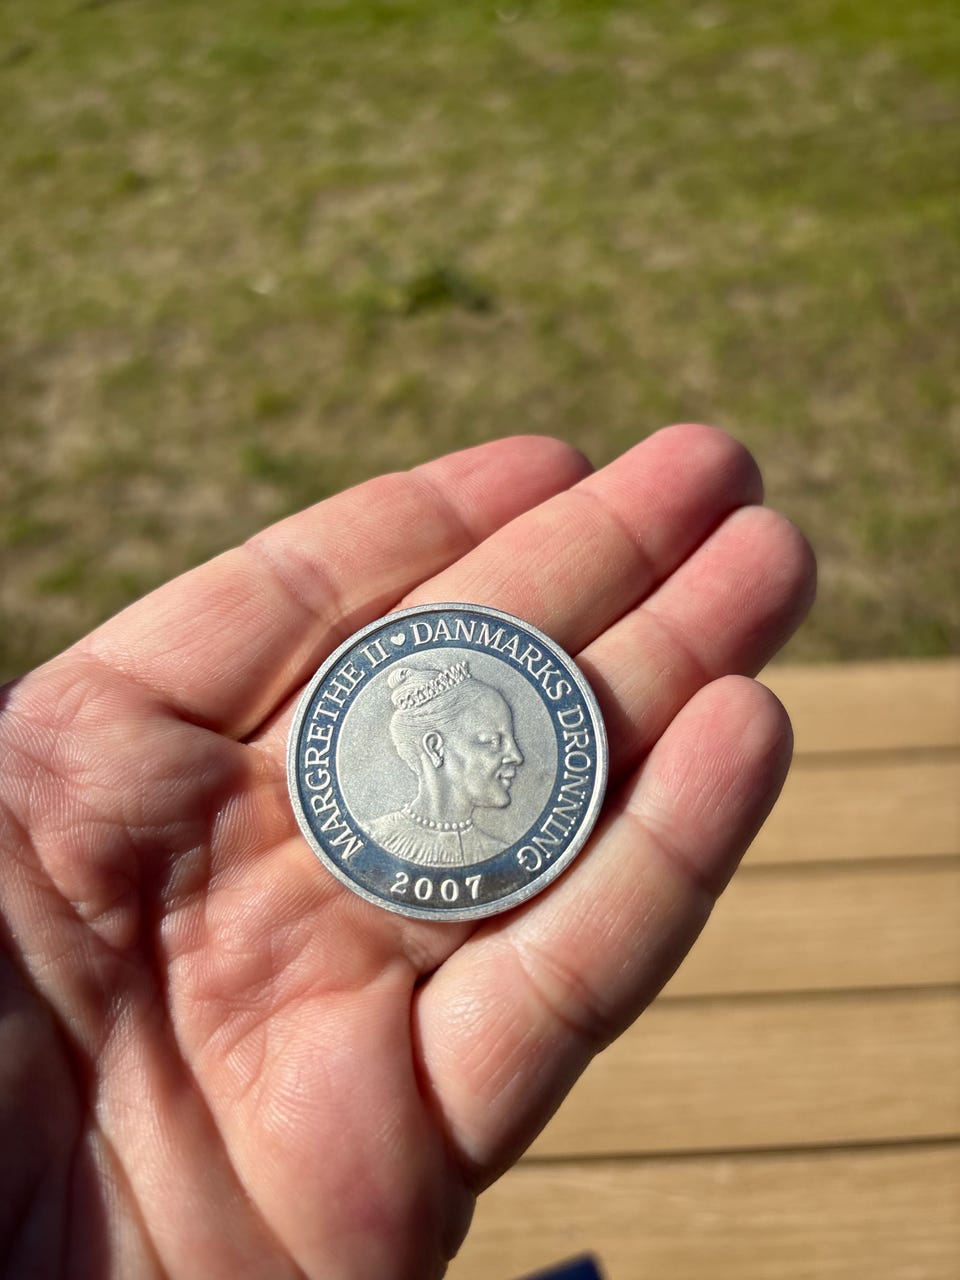 MARGRETHE II ♥ DANMARKS DRONNING
2007